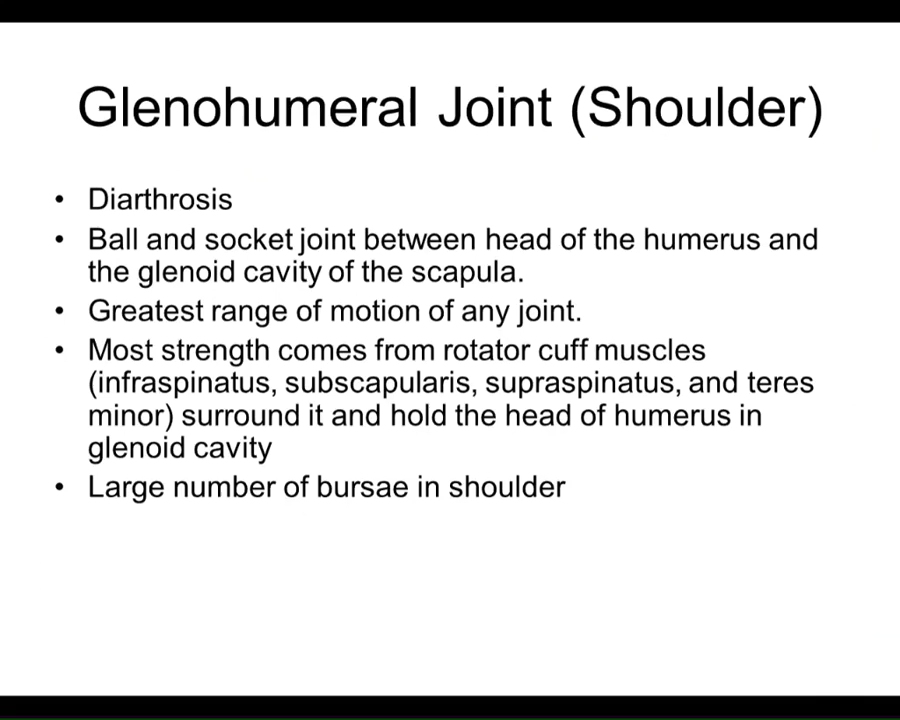 Glenohumeral Joint (Shoulder)
• Diarthrosis
• Ball and socket joint between head of the humerus and
the glenoid cavity of the scapula.
• Greatest range of motion of any joint.
• Most strength comes from rotator cuff muscles
(infraspinatus, subscapularis, supraspinatus, and teres
minor) surround it and hold the head of humerus in
glenoid cavity
• Large number of bursae in shoulder